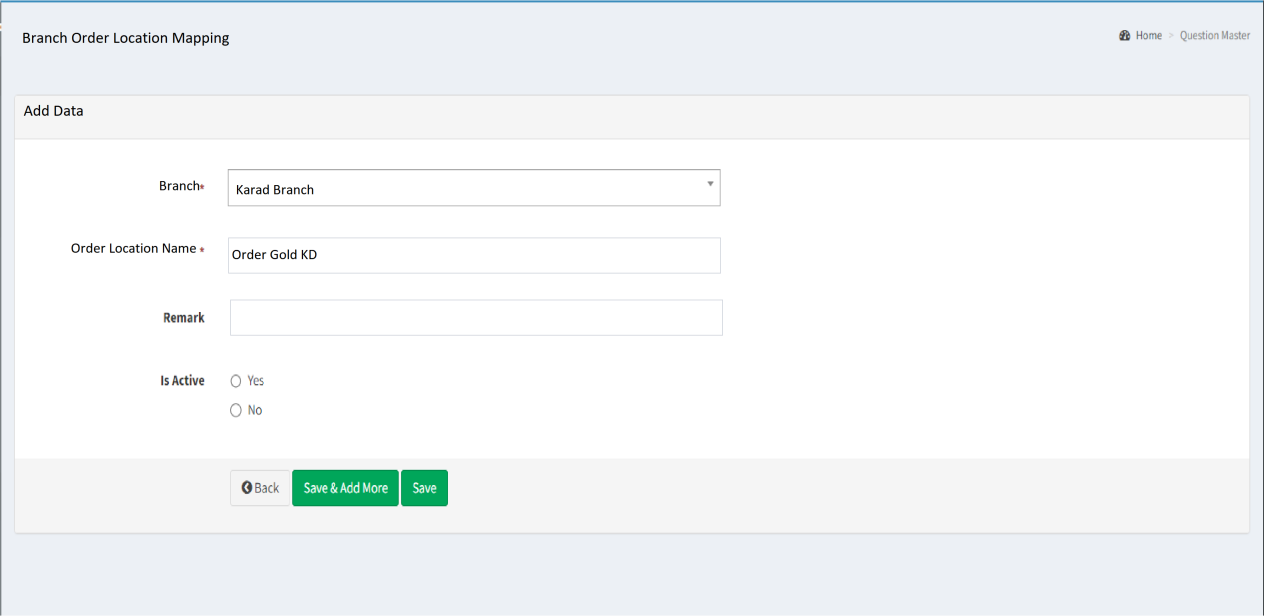 Branch Order Location Mapping
Home > Question Master
Add Data
Branch*
Karad Branch
Order Location Name *
Order Gold KD
Remark
Is Active
Yes
No
Back
Save & Add More
Save